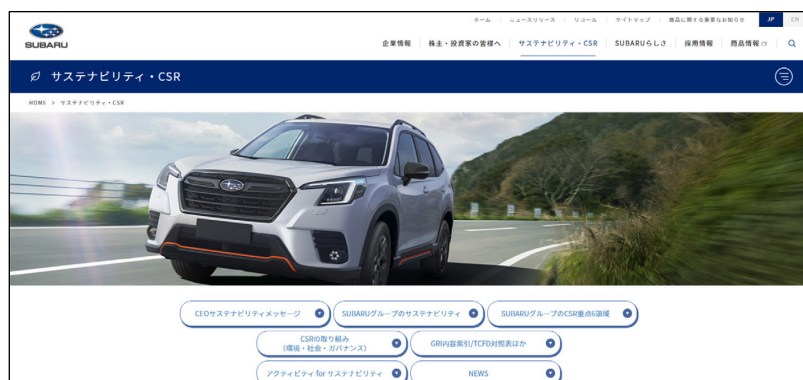 ホーム ニュースリリース リコール サイトマップ 商品に関する重要なお知らせ JP EN
SUBARU
企業情報 株主・投資家の皆様へ サステナビリティ・CSR SUBARUらしさ 採用情報 商品情報
サステナビリティ・CSR
HOME > サステナビリティ・CSR
CEOサステナビリティメッセージ SUBARUグループのサステナビリティ SUBARUグループのCSR重点6領域
CSRの取り組み
(環境・社会・ガバナンス) GRI内容索引/TCFD対照表ほか
アクティビティ for サステナビリティ NEWS